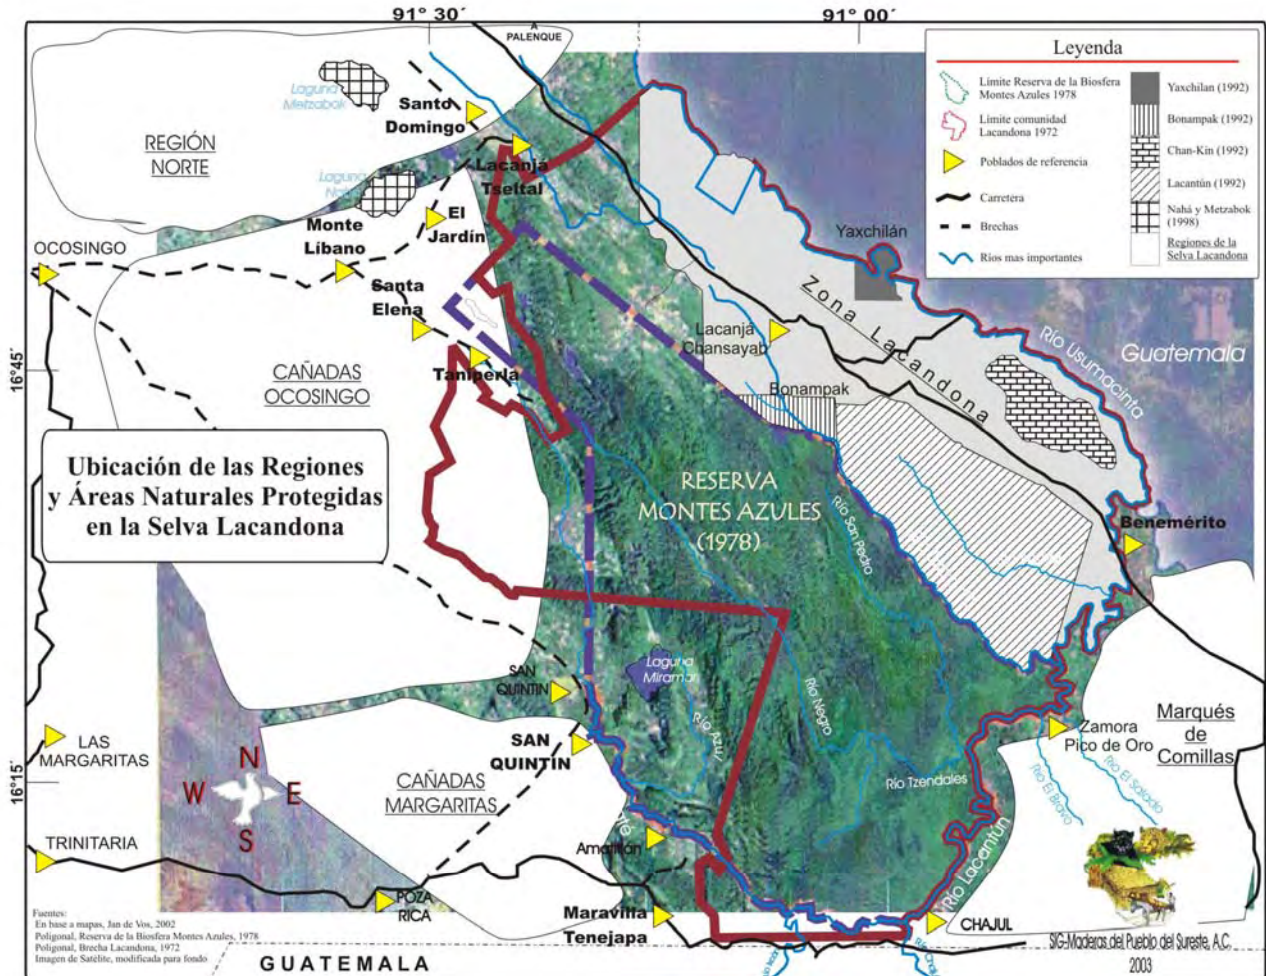 91° 30´
91° 00´
A
PALENQUE
Leyenda
Límite Reserva de la Biosfera
Montes Azules 1978
Límite comunidad
Lacandona 1972
Poblados de referencia
Carretera
Brechas
Rios mas importantes
Yaxchilan (1992)
Bonampak (1992)
Chan-Kin (1992)
Lacantún (1992)
Nahá y Metzabok
(1998)
Regiones de la
Selva Lacandona
Laguna
Metzabok
Santo
Domingo
REGIÓN
NORTE
Lacanjá
Tseltal
Laguna
El
Jardín
Monte
Líbano
OCOSINGO
Yaxchilán
Santa
Elena
Zona Lacandona
Lacanjá
Chansayab
Río Usumacinta
Guatemala
16°45´
CAÑADAS
OCOSINGO
Taniperla
Bonampak
Ubicación de las Regiones
y Áreas Naturales Protegidas
en la Selva Lacandona
RESERVA
MONTES AZULES
(1978)
Río San Pedro
Benemérito
SAN
QUINTIN
Laguna
Miramar
Río Negro
Río Azul
Marqués
de
Comillas
Zamora
Pico de Oro
LAS
MARGARITAS
SAN
QUINTÍN
16°15´
N
W
E
S
CAÑADAS
MARGARITAS
Río Tzendales
Río El Bravo
Río El Salado
TRINITARIA
Amatitlán
Río Lacantún
POZA
RICA
Maravilla
Tenejapa
CHAJUL
Fuentes:
En base a mapas, Jan de Vos, 2002
Poligonal, Reserva de la Biosfera Montes Azules, 1978
Poligonal, Brecha Lacandona, 1972
Imagen de Satélite, modificada para fondo
GUATEMALA
SIG-Maderas del Pueblo del Sureste, A.C.
2003